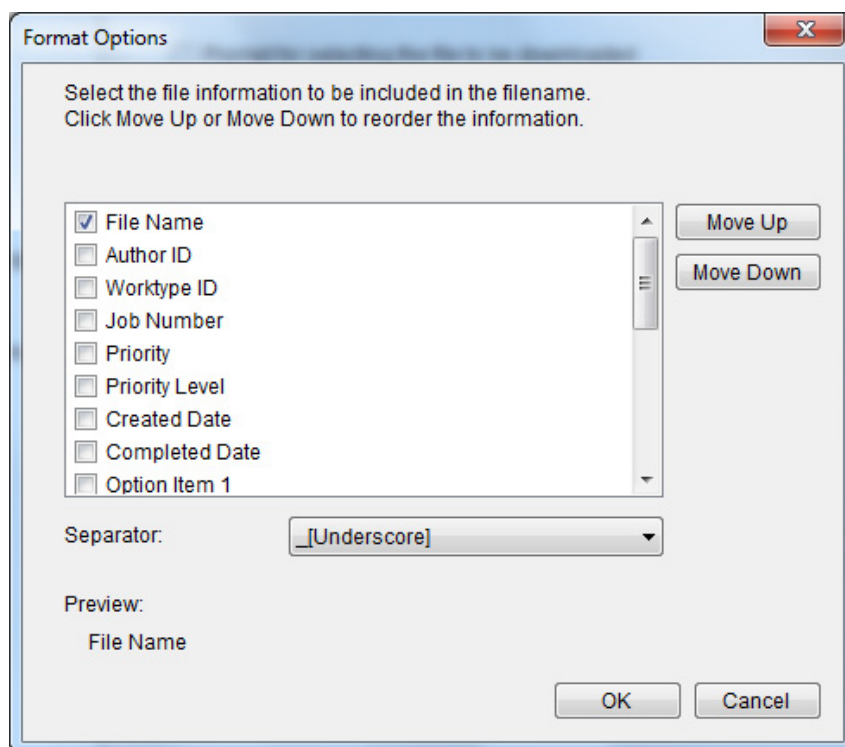 Format Options
Select the file information to be included in the filename.
Click Move Up or Move Down to reorder the information.
File Name
Author ID
Worktype ID
Job Number
Priority
Priority Level
Created Date
Completed Date
Option Item 1
Move Up
Move Down
Separator:
_[Underscore]
Preview:
File Name
OK
Cancel